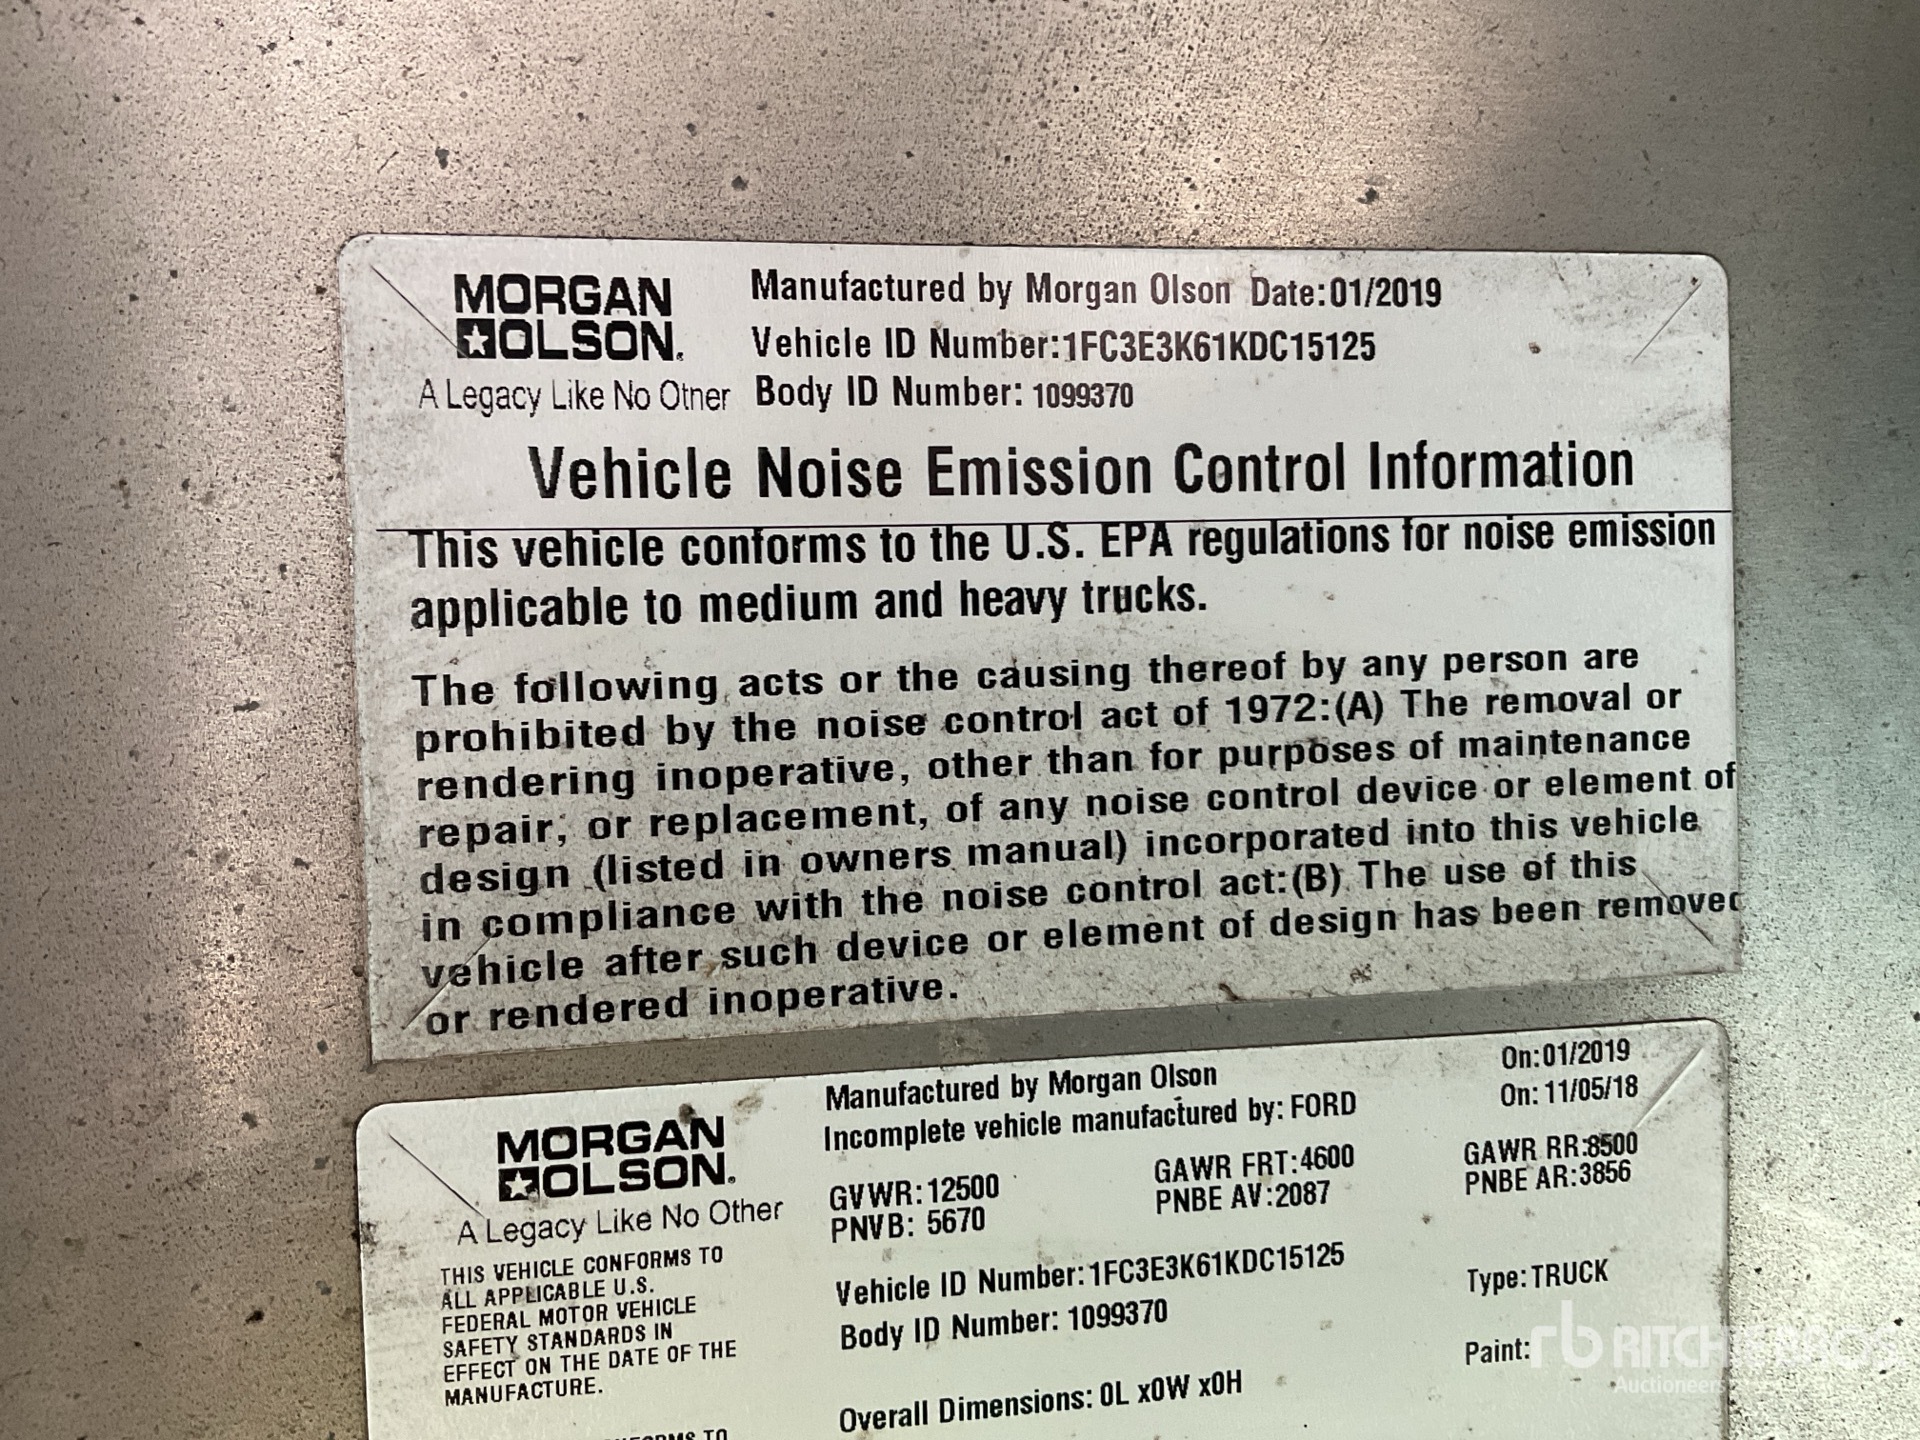 MORGAN
OLSON.
A Legacy Like No Other
Manufactured by Morgan Olson Date:01/2019
Vehicle ID Number:1FC3E3K61KDC15125
Body ID Number: 1099370
Vehicle Noise Emission Control Information
This vehicle conforms to the U.S. EPA regulations for noise emission
applicable to medium and heavy trucks.
The following acts or the causing thereof by any person are
prohibited by the noise control act of 1972:(A) The removal or
rendering inoperative, other than for purposes of maintenance
repair, or replacement, of any noise control device or element of
design (listed in owners manual) incorporated into this vehicle
in compliance with the noise control act:(B) The use of this
vehicle after such device or element of design has been removed
or rendered inoperative.
MORGAN
OLSON.
A Legacy Like No Other
THIS VEHICLE CONFORMS TO
ALL APPLICABLE U.S.
FEDERAL MOTOR VEHICLE
SAFETY STANDARDS IN
EFFECT ON THE DATE OF THE
MANUFACTURE.
Manufactured by Morgan Olson On:01/2019
Incomplete vehicle manufactured by: FORD On: 11/05/18
GVWR:12500 GAWR FRT:4600 GAWR RR:8500
PNVB: 5670 PNBE AV:2087 PNBE AR:3856
Vehicle ID Number:1FC3E3K61KDC15125 Type:TRUCK
Body ID Number: 1099370 Paint:
Overall Dimensions: 0L x0W x0H
rb RITCHIE BROS
Auctioneers